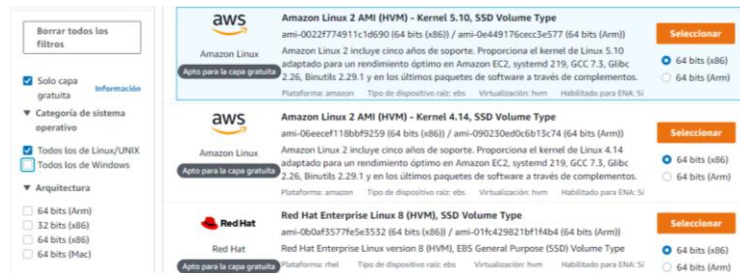 Borrar todos los
filtros
Solo capa
gratuita
Información
Categoría de sistema
operativo
Todos los de Linux/UNIX
Todos los de Windows
Arquitectura
64 bits (Arm)
32 bits (x86)
64 bits (x86)
64 bits (Mac)
aws
Amazon Linux
Apto para la capa gratuita
Amazon Linux 2 AMI (HVM) - Kernel 5.10, SSD Volume Type
ami-0022f774911c1d690 (64 bits (x86)) / ami-0e449176cecc3e577 (64 bits (Arm))
Amazon Linux 2 incluye cinco años de soporte. Proporciona el kernel de Linux 5.10
adaptado para un rendimiento óptimo en Amazon EC2, systemd 219, GCC 7.3, Glibc
2.26, Binutils 2.29.1 y en los últimos paquetes de software a través de complementos.
Plataforma: amazon Tipo de dispositivo raíz: ebs Virtualización: hvm Habilitado para ENA: Sí
Seleccionar
64 bits (x86)
64 bits (Arm)
aws
Amazon Linux
Apto para la capa gratuita
Amazon Linux 2 AMI (HVM) - Kernel 4.14, SSD Volume Type
ami-06eecef118bbf9259 (64 bits (x86)) / ami-090230ed0c6b13c74 (64 bits (Arm))
Amazon Linux 2 incluye cinco años de soporte. Proporciona el kernel de Linux 4.14
adaptado para un rendimiento óptimo en Amazon EC2, systemd 219, GCC 7.3, Glibc
2.26, Binutils 2.29.1 y en los últimos paquetes de software a través de complementos.
Plataforma: amazon Tipo de dispositivo raíz: ebs Virtualización: hvm Habilitado para ENA: Sí
Seleccionar
64 bits (x86)
64 bits (Arm)
Red Hat
Red Hat
Apto para la capa gratuita
Red Hat Enterprise Linux 8 (HVM), SSD Volume Type
ami-0b0af3577fe5e3532 (64 bits (x86)) / ami-01fc429821bf1f4b4 (64 bits (Arm))
Red Hat Enterprise Linux version 8 (HVM), EBS General Purpose (SSD) Volume Type
Plataforma: rhel Tipo de dispositivo raíz: ebs Virtualización: hvm Habilitado para ENA: Sí
Seleccionar
64 bits (x86)
64 bits (Arm)